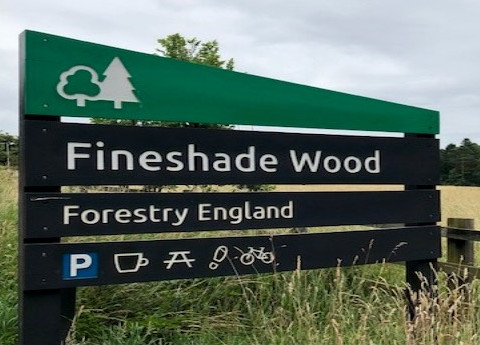 Fineshade Wood
Forestry England
P